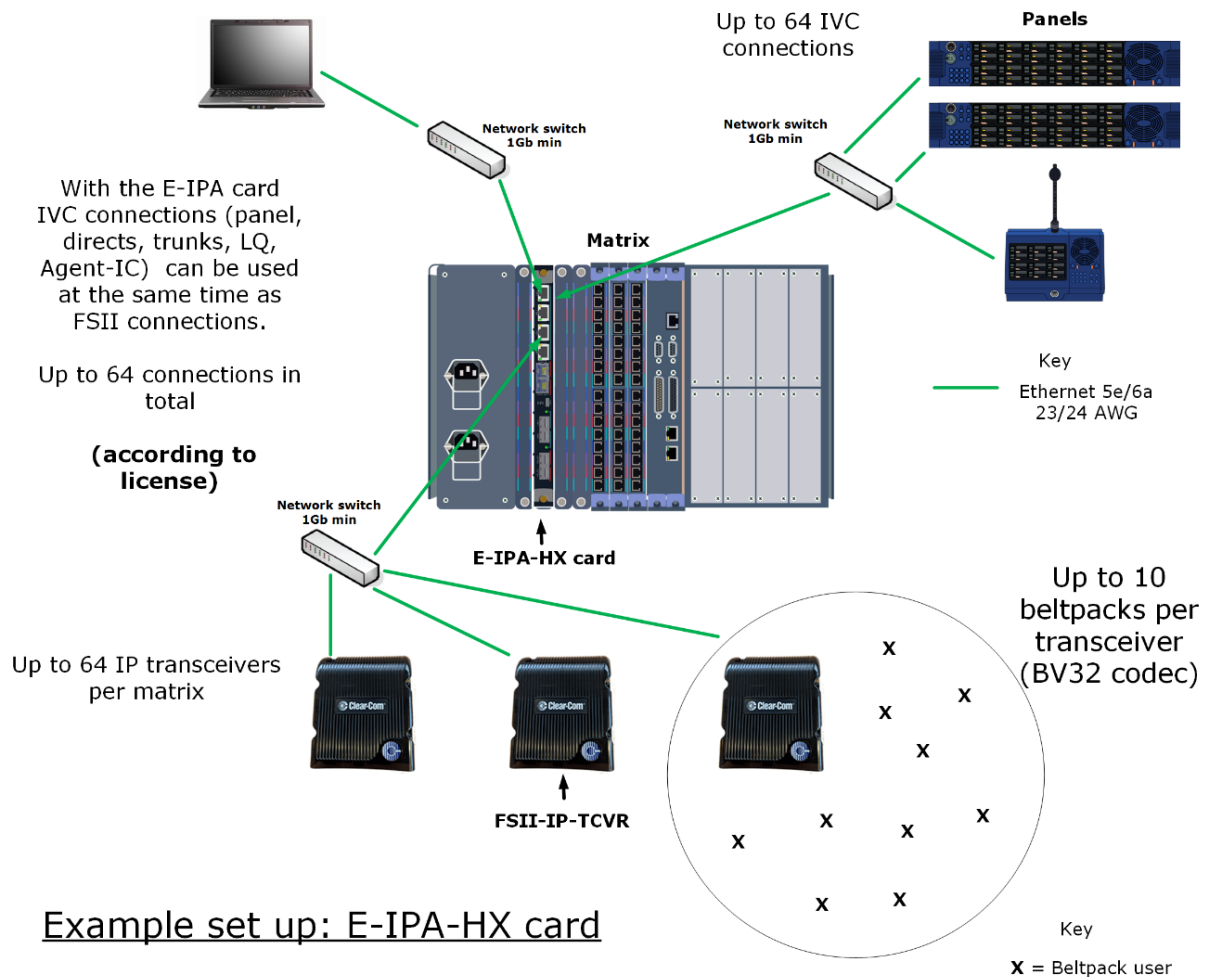 Up to 64 IVC
connections
Panels
Network switch
1Gb min
Network switch
1Gb min
With the E-IPA card
IVC connections (panel,
directs, trunks, LQ,
Agent-IC)  can be used
at the same time as
FSII connections.
Matrix
Up to 64 connections in
total
(according to
license)
Key
Ethernet 5e/6a
23/24 AWG
Network switch
1Gb min
E-IPA-HX card
Up to 10
beltpacks per
transceiver
(BV32 codec)
Up to 64 IP transceivers
per matrix
Clear-Com
Clear-Com
Clear-Com
X
X
X
X
X
X
X
X
X
X
FSII-IP-TCVR
Example set up: E-IPA-HX card
Key
X = Beltpack user